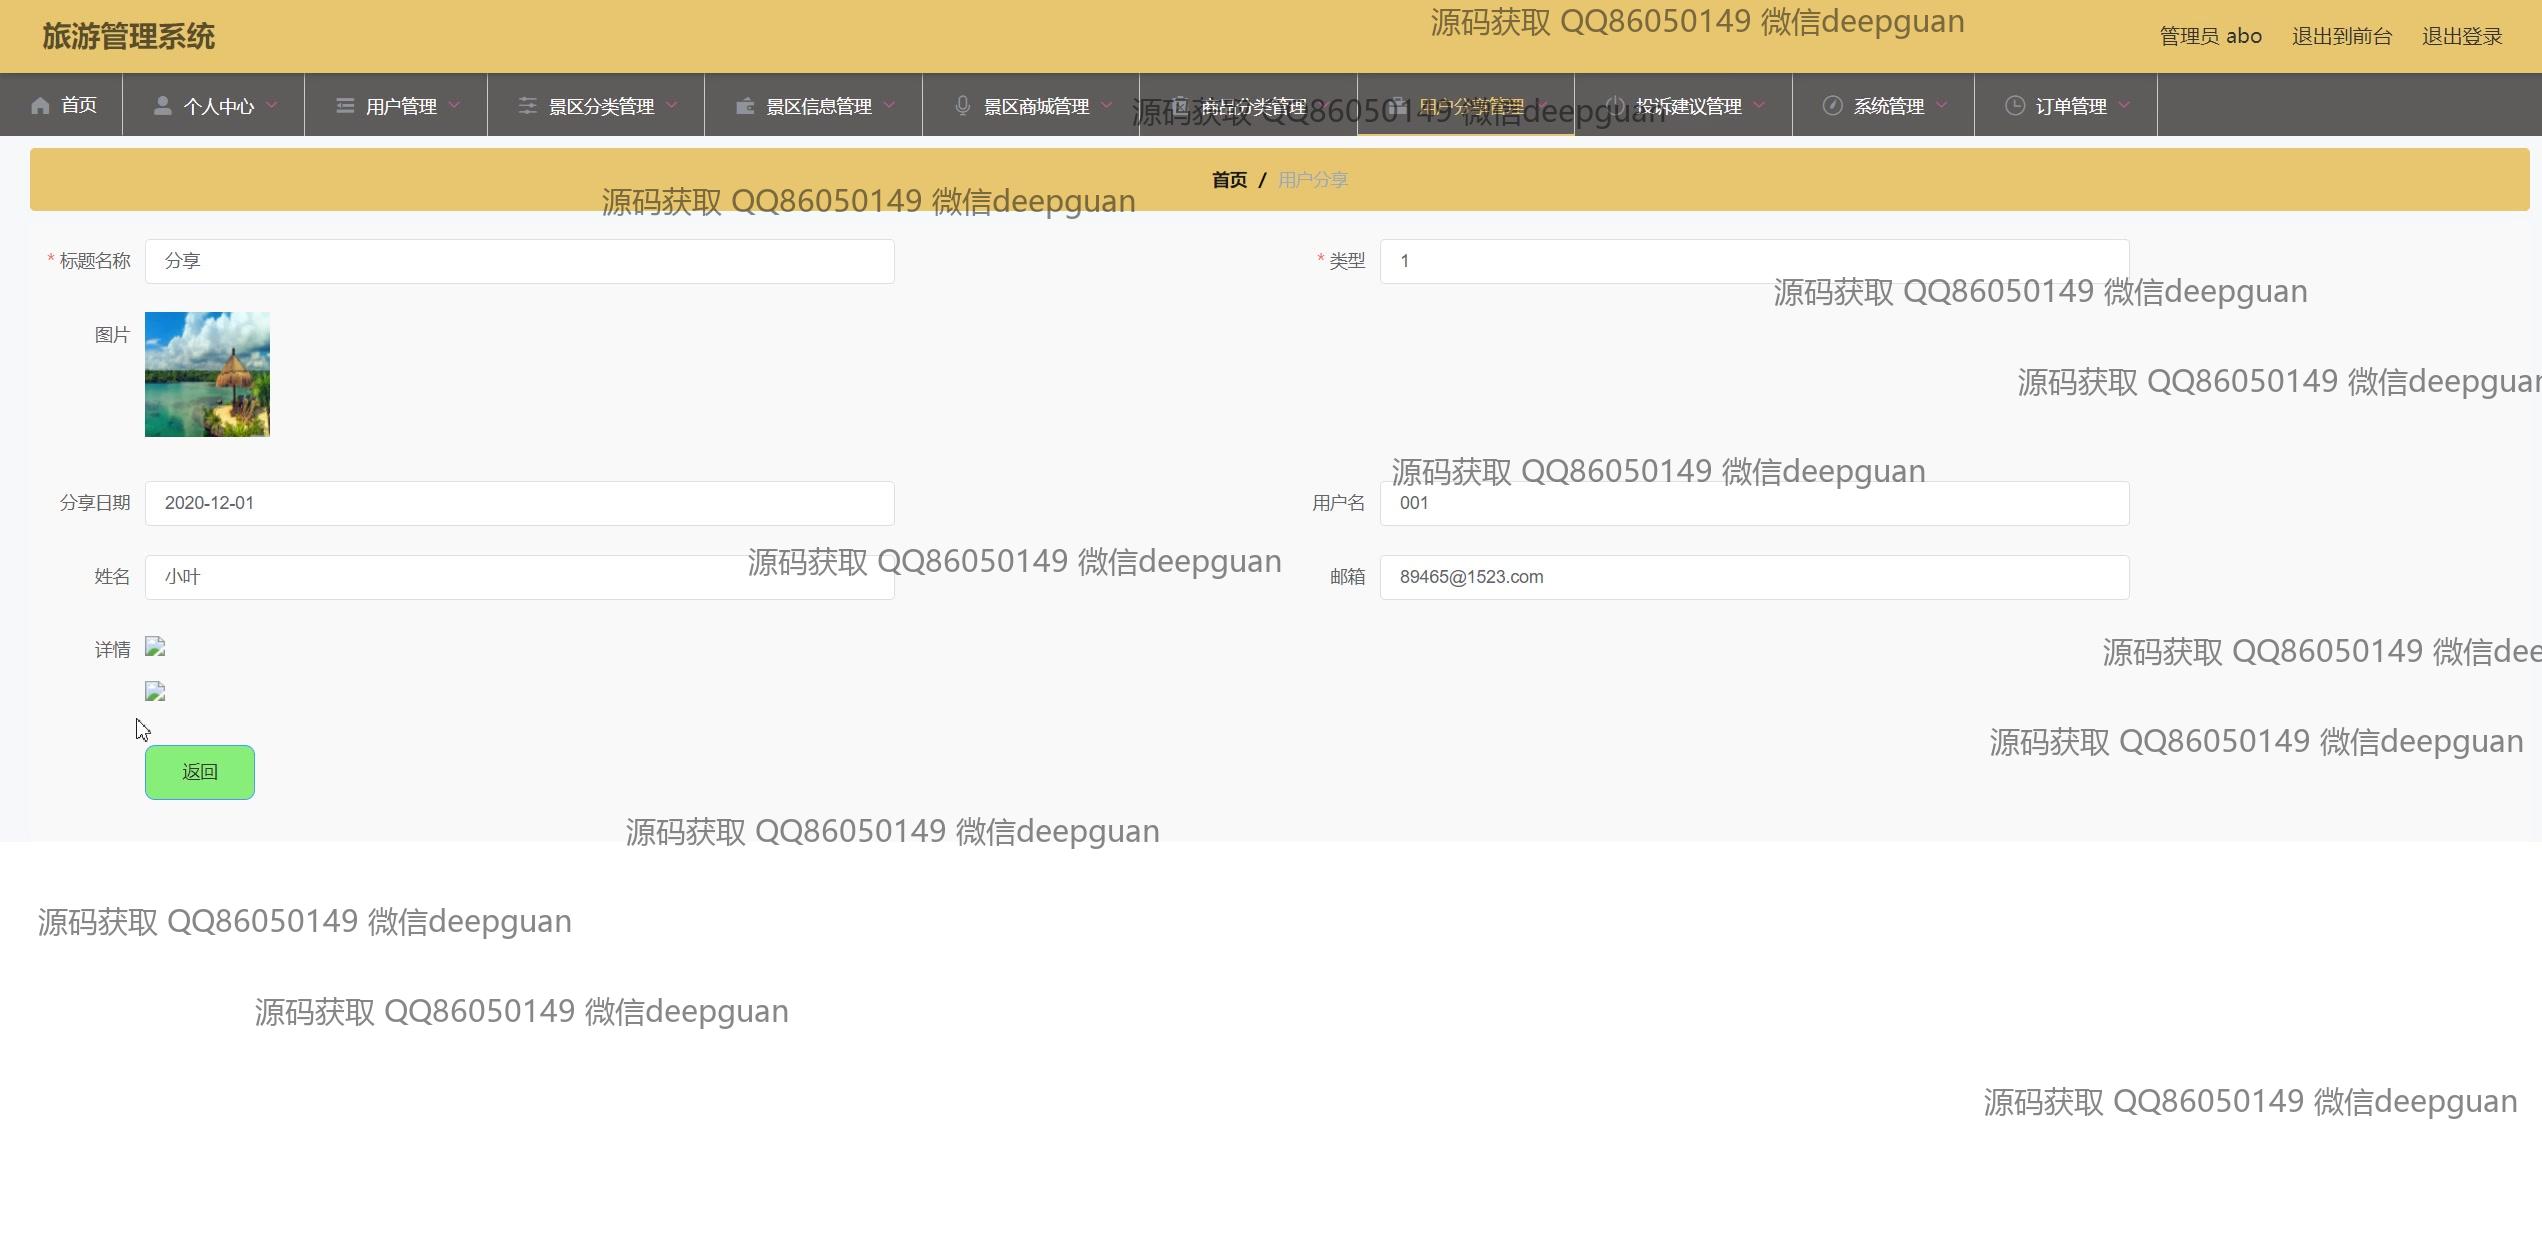 旅游管理系统
源码获取 QQ86050149 微信deepguan
管理员 abo 退出到前台 退出登录
首页 个人中心 用户管理 景区分类管理 景区信息管理 景区商城管理 商品分类管理 用户分享管理 投诉建议管理 系统管理 订单管理
源码获取 QQ86050149 微信deepguan
首页 / 用户分享
源码获取 QQ86050149 微信deepguan
* 标题名称 分享
* 类型 1
源码获取 QQ86050149 微信deepguan
图片
源码获取 QQ86050149 微信deepguan
源码获取 QQ86050149 微信deepguan
分享日期 2020-12-01
用户名 001
源码获取 QQ86050149 微信deepguan
姓名 小叶
邮箱 89465@1523.com
详情
源码获取 QQ86050149 微信dee
源码获取 QQ86050149 微信deepguan
返回
源码获取 QQ86050149 微信deepguan
源码获取 QQ86050149 微信deepguan
源码获取 QQ86050149 微信deepguan
源码获取 QQ86050149 微信deepguan